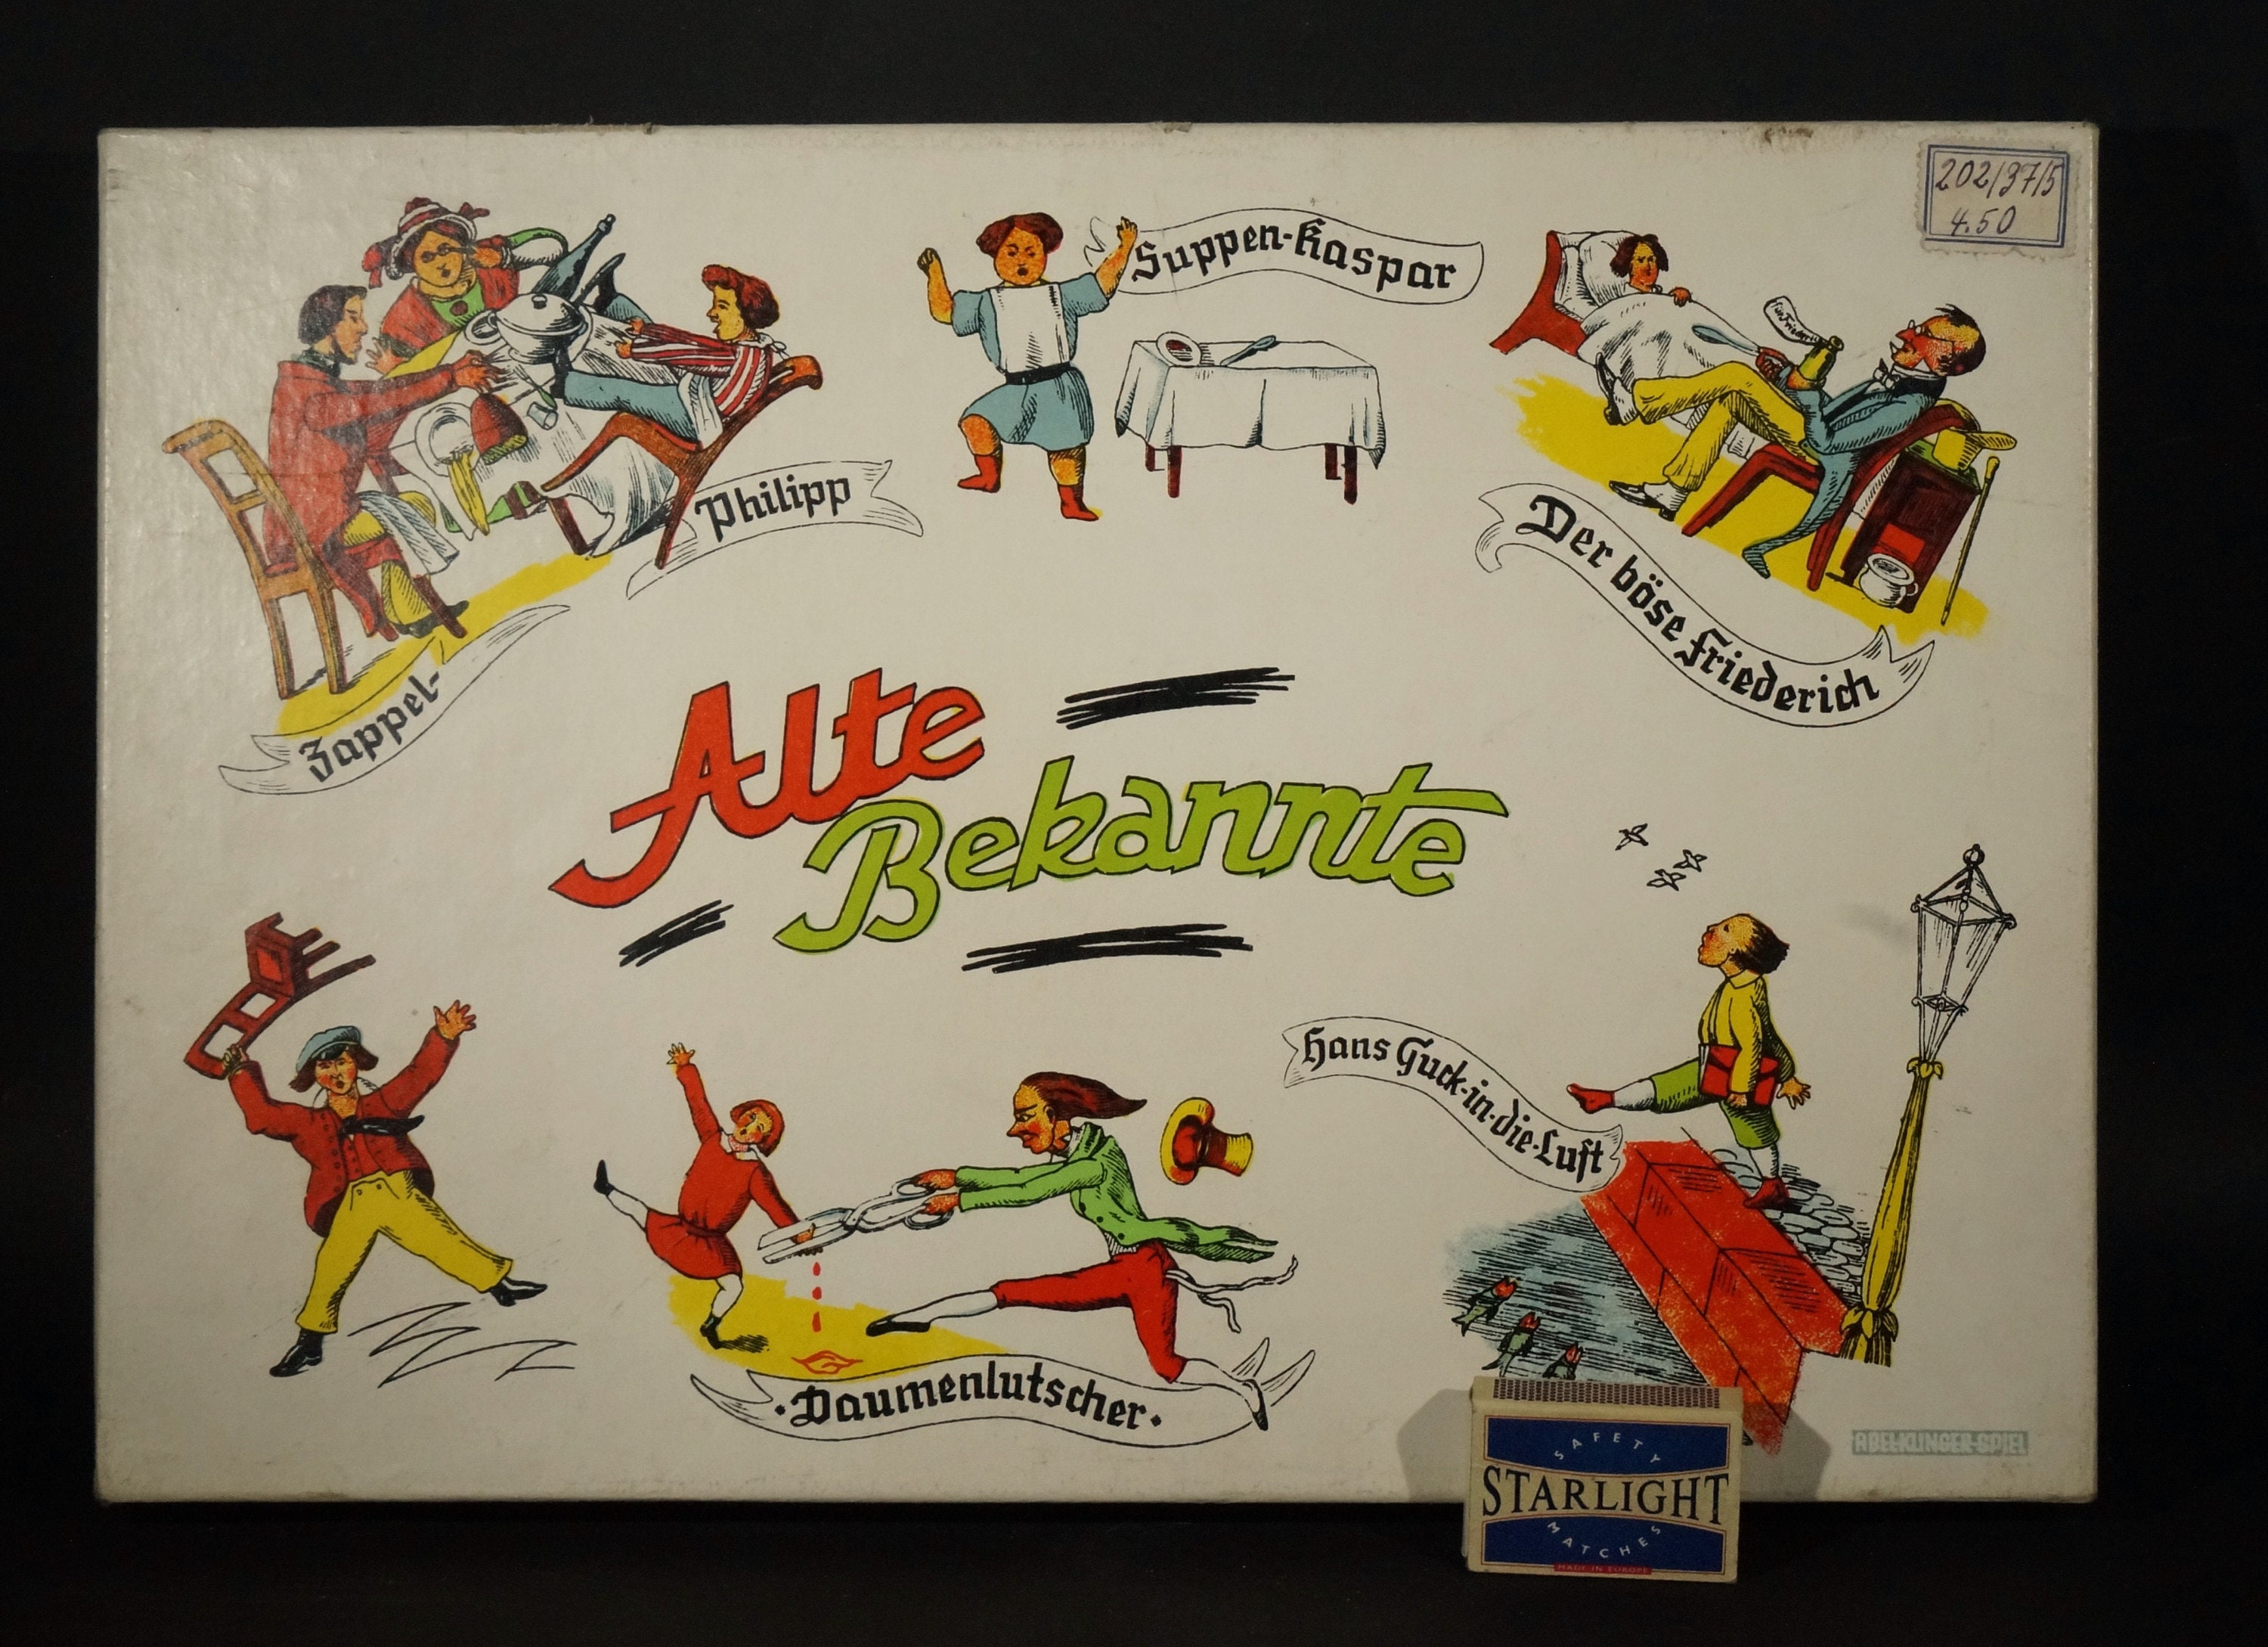 202/37/5
4.50
Suppen-Kaspar
Zappel-
Philipp
Der böse Friederich
Alte
Bekannte
Hans Guck-in-die-Luft
·Daumenlutscher·
ABEL-KLINGER-SPIEL
SAFETY
STARLIGHT
MATCHES
MADE IN EUROPE